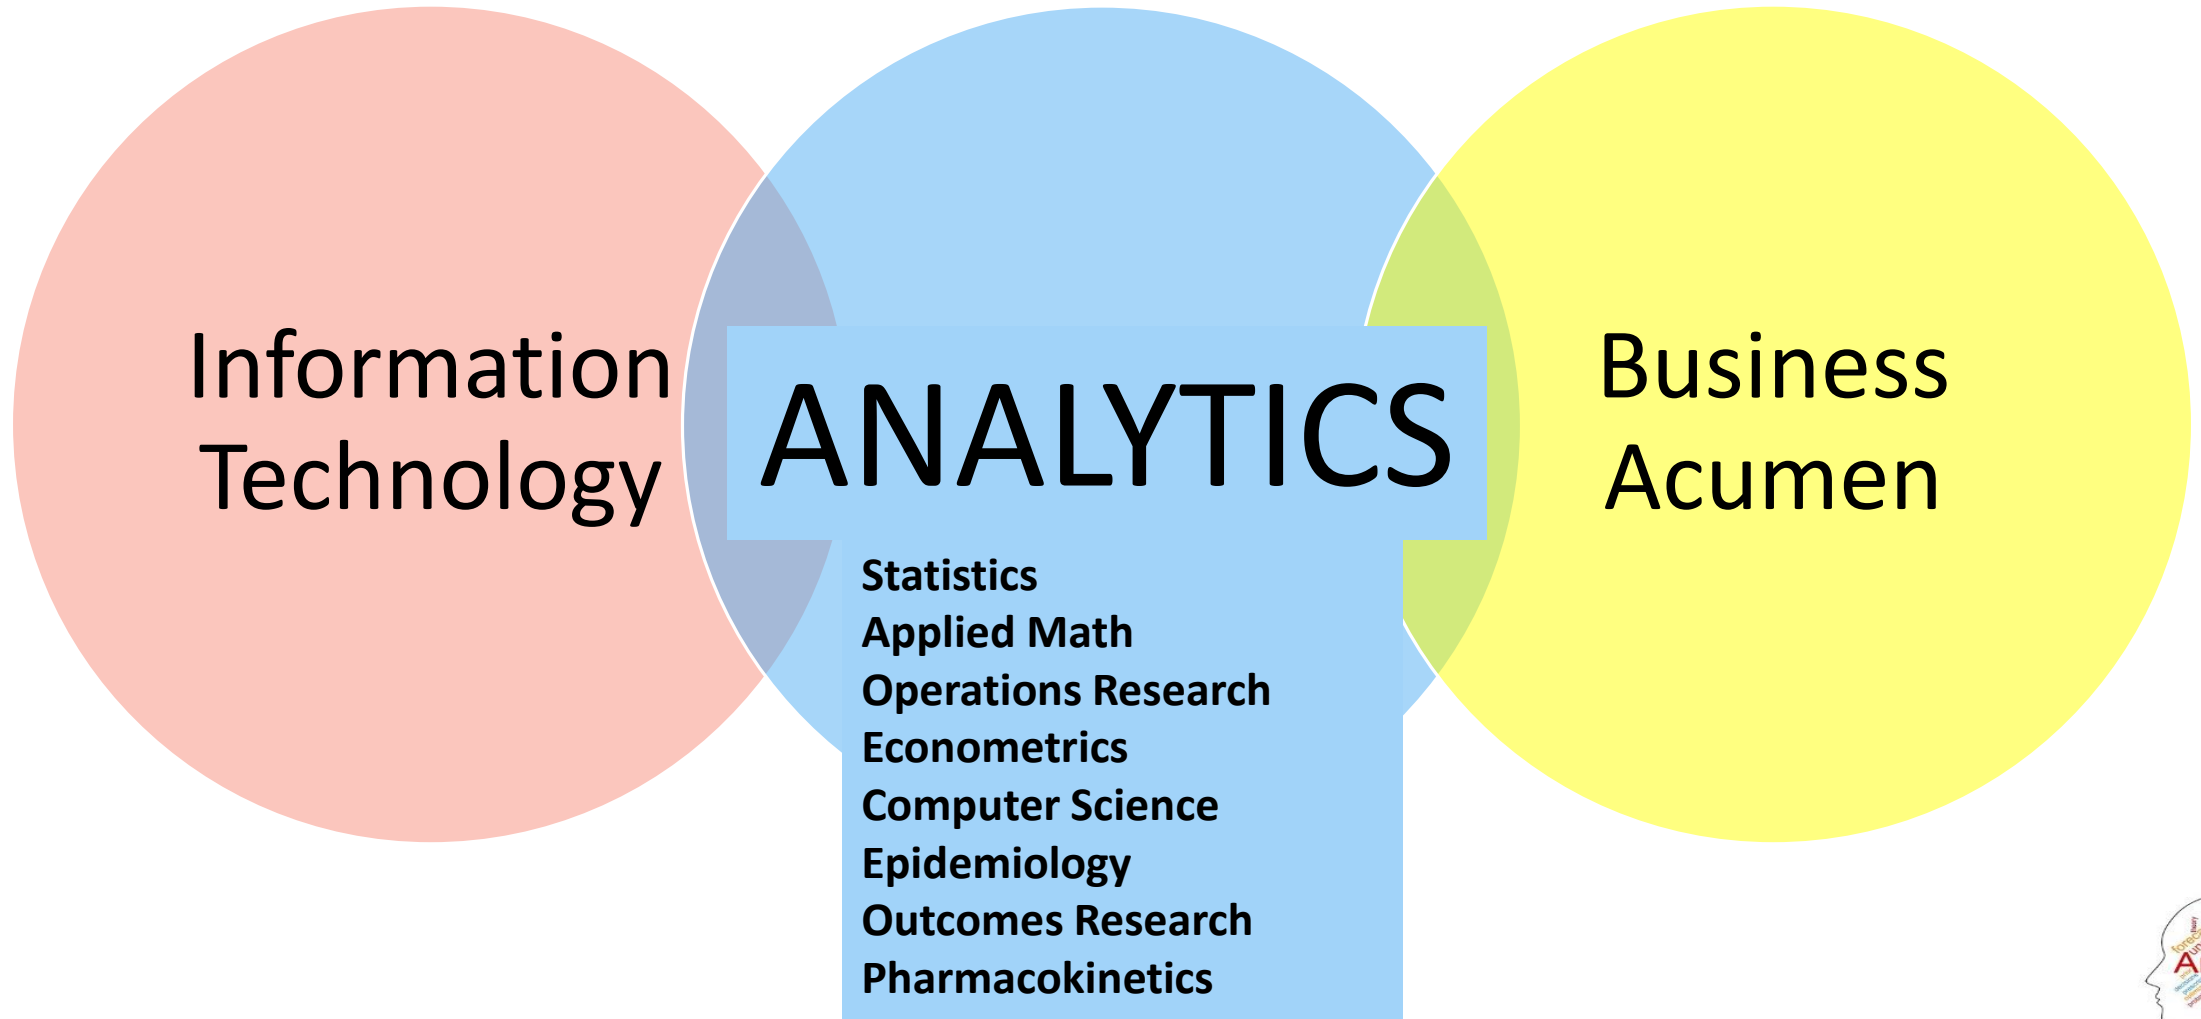 Information
Technology
ANALYTICS
Business
Acumen
Statistics
Applied Math
Operations Research
Econometrics
Computer Science
Epidemiology
Outcomes Research
Pharmacokinetics